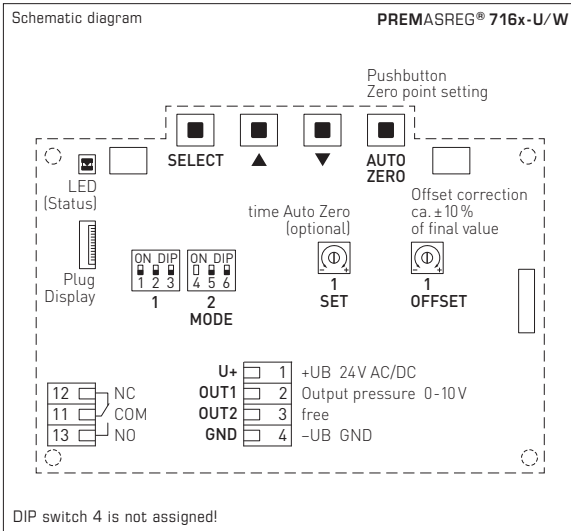 Schematic diagram
PREMASREG® 716x-U/W
Pushbutton
Zero point setting
SELECT ▲ ▼ AUTO
ZERO
LED
(Status)
Plug
Display
time Auto Zero
(optional)
Offset correction
ca. ± 10 %
of final value
ON DIP
1 2 3
1
ON DIP
4 5 6
2
MODE
- +
1
SET
- +
1
OFFSET
12 NC
11 COM
13 NO
U+ 1 +UB 24 V AC/DC
OUT1 2 Output pressure 0-10 V
OUT2 3 free
GND 4 –UB GND
DIP switch 4 is not assigned!